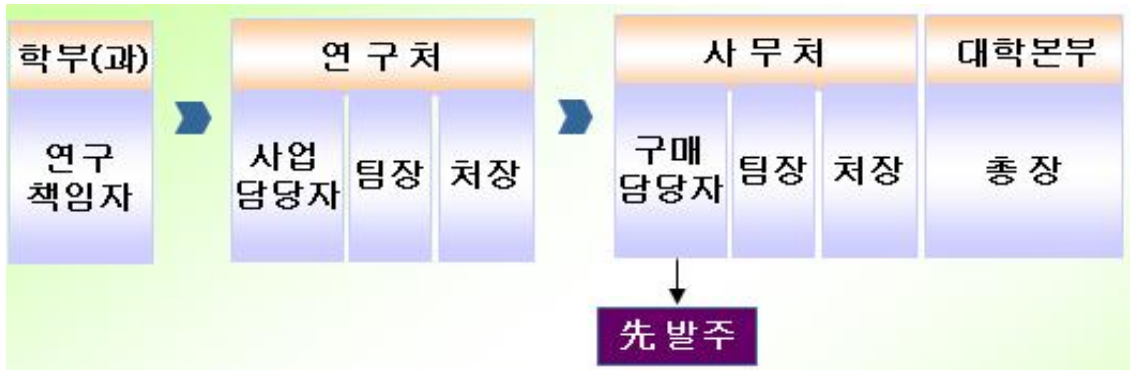 학부(과)
연구처
사무처
대학본부
연구
책임자
사업
담당자
팀장
처장
구매
담당자
팀장
처장
총장
先발주